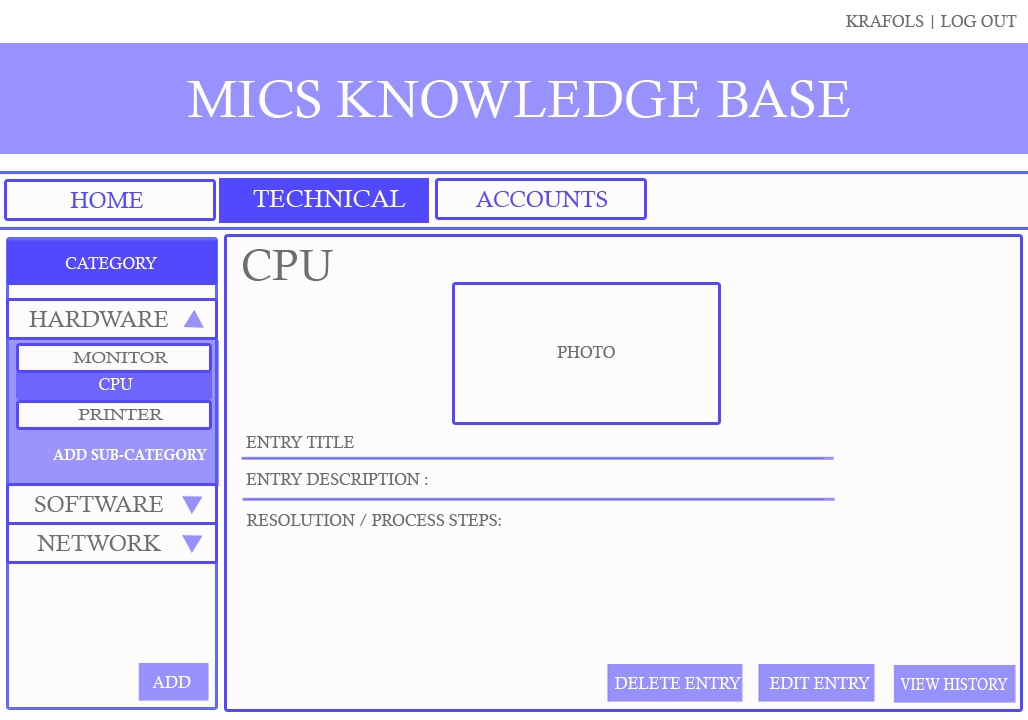 KRAFOLS | LOG OUT
MICS KNOWLEDGE BASE
HOME
TECHNICAL
ACCOUNTS
CATEGORY
HARDWARE
MONITOR
CPU
PRINTER
ADD SUB-CATEGORY
SOFTWARE
NETWORK
ADD
CPU
PHOTO
ENTRY TITLE
ENTRY DESCRIPTION :
RESOLUTION / PROCESS STEPS:
DELETE ENTRY
EDIT ENTRY
VIEW HISTORY